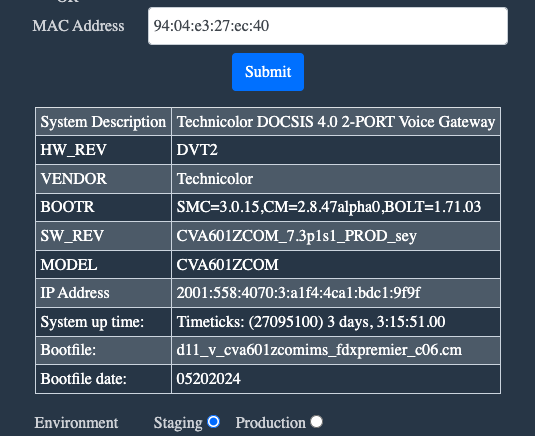 MAC Address 94:04:e3:27:ec:40
Submit
System Description Technicolor DOCSIS 4.0 2-PORT Voice Gateway
HW_REV DVT2
VENDOR Technicolor
BOOTR SMC=3.0.15,CM=2.8.47alpha0,BOLT=1.71.03
SW_REV CVA601ZCOM_7.3p1s1_PROD_sey
MODEL CVA601ZCOM
IP Address 2001:558:4070:3:a1f4:4ca1:bdc1:9f9f
System up time: Timeticks: (27095100) 3 days, 3:15:51.00
Bootfile: d11_v_cva601zcomims_fdxpremier_c06.cm
Bootfile date: 05202024
Environment Staging Production